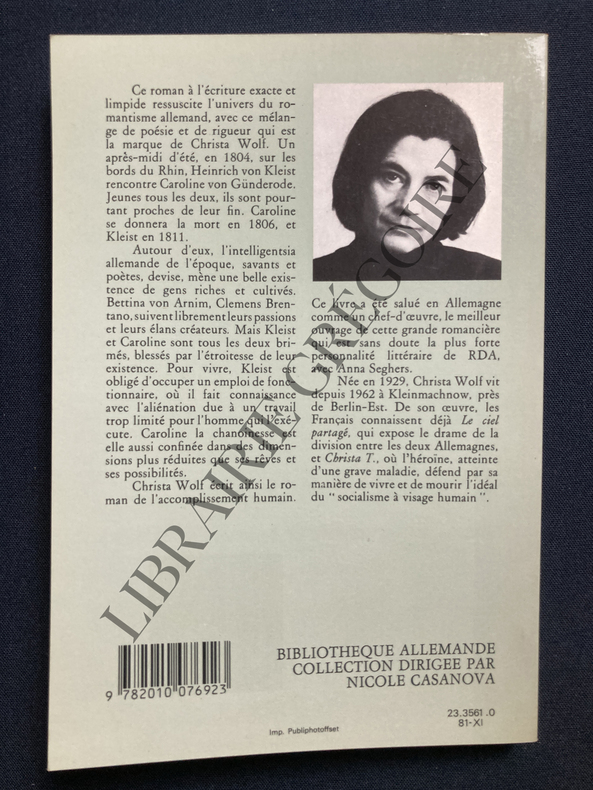 Ce roman à l'écriture exacte et
limpide ressuscite l'univers du ro-
mantisme allemand, avec ce mélan-
ge de poésie et de rigueur qui est
la marque de Christa Wolf. Un
après-midi d'été, en 1804, sur les
bords du Rhin, Heinrich von Kleist
rencontre Caroline von Günderode.
Jeunes tous les deux, ils sont pour-
tant proches de leur fin. Caroline
se donnera la mort en 1806, et
Kleist en 1811.
Autour d'eux, l'intelligentsia
allemande de l'époque, savants et
poètes, devise, mène une belle exis-
tence de gens riches et cultivés.
Bettina von Arnim, Clemens Bren-
tano, suivent librement leurs passions
et leurs élans créateurs. Mais Kleist
et Caroline sont tous les deux bri-
més, blessés par l'étroitesse de leur
existence. Pour vivre, Kleist est
obligé d'occuper un emploi de fonc-
tionnaire, où il fait connaissance
avec l'aliénation due à un travail
trop limité pour l'homme qui l'exé-
cute. Caroline la chanoinesse est
elle aussi confinée dans des dimen-
sions plus réduites que ses rêves et
ses possibilités.
Christa Wolf écrit ainsi le ro-
man de l'accomplissement humain.
Ce livre a été salué en Allemagne
comme un chef-d'œuvre, le meilleur
ouvrage de cette grande romancière
qui est sans doute la plus forte
personnalité littéraire de RDA,
avec Anna Seghers.
Née en 1929, Christa Wolf vit
depuis 1962 à Kleinmachnow, près
de Berlin-Est. De son œuvre, les
Français connaissent déjà Le ciel
partagé, qui expose le drame de la
division entre les deux Allemagnes,
et Christa T., où l'héroïne, atteinte
d'une grave maladie, défend par sa
manière de vivre et de mourir l'idéal
du " socialisme à visage humain ".
LIBRAIRIE GRÉGOIRE
BIBLIOTHEQUE ALLEMANDE
COLLECTION DIRIGEE PAR
NICOLE CASANOVA
9 782010 076923
23.3561.0
81-XI
Imp. Publiphotoffset